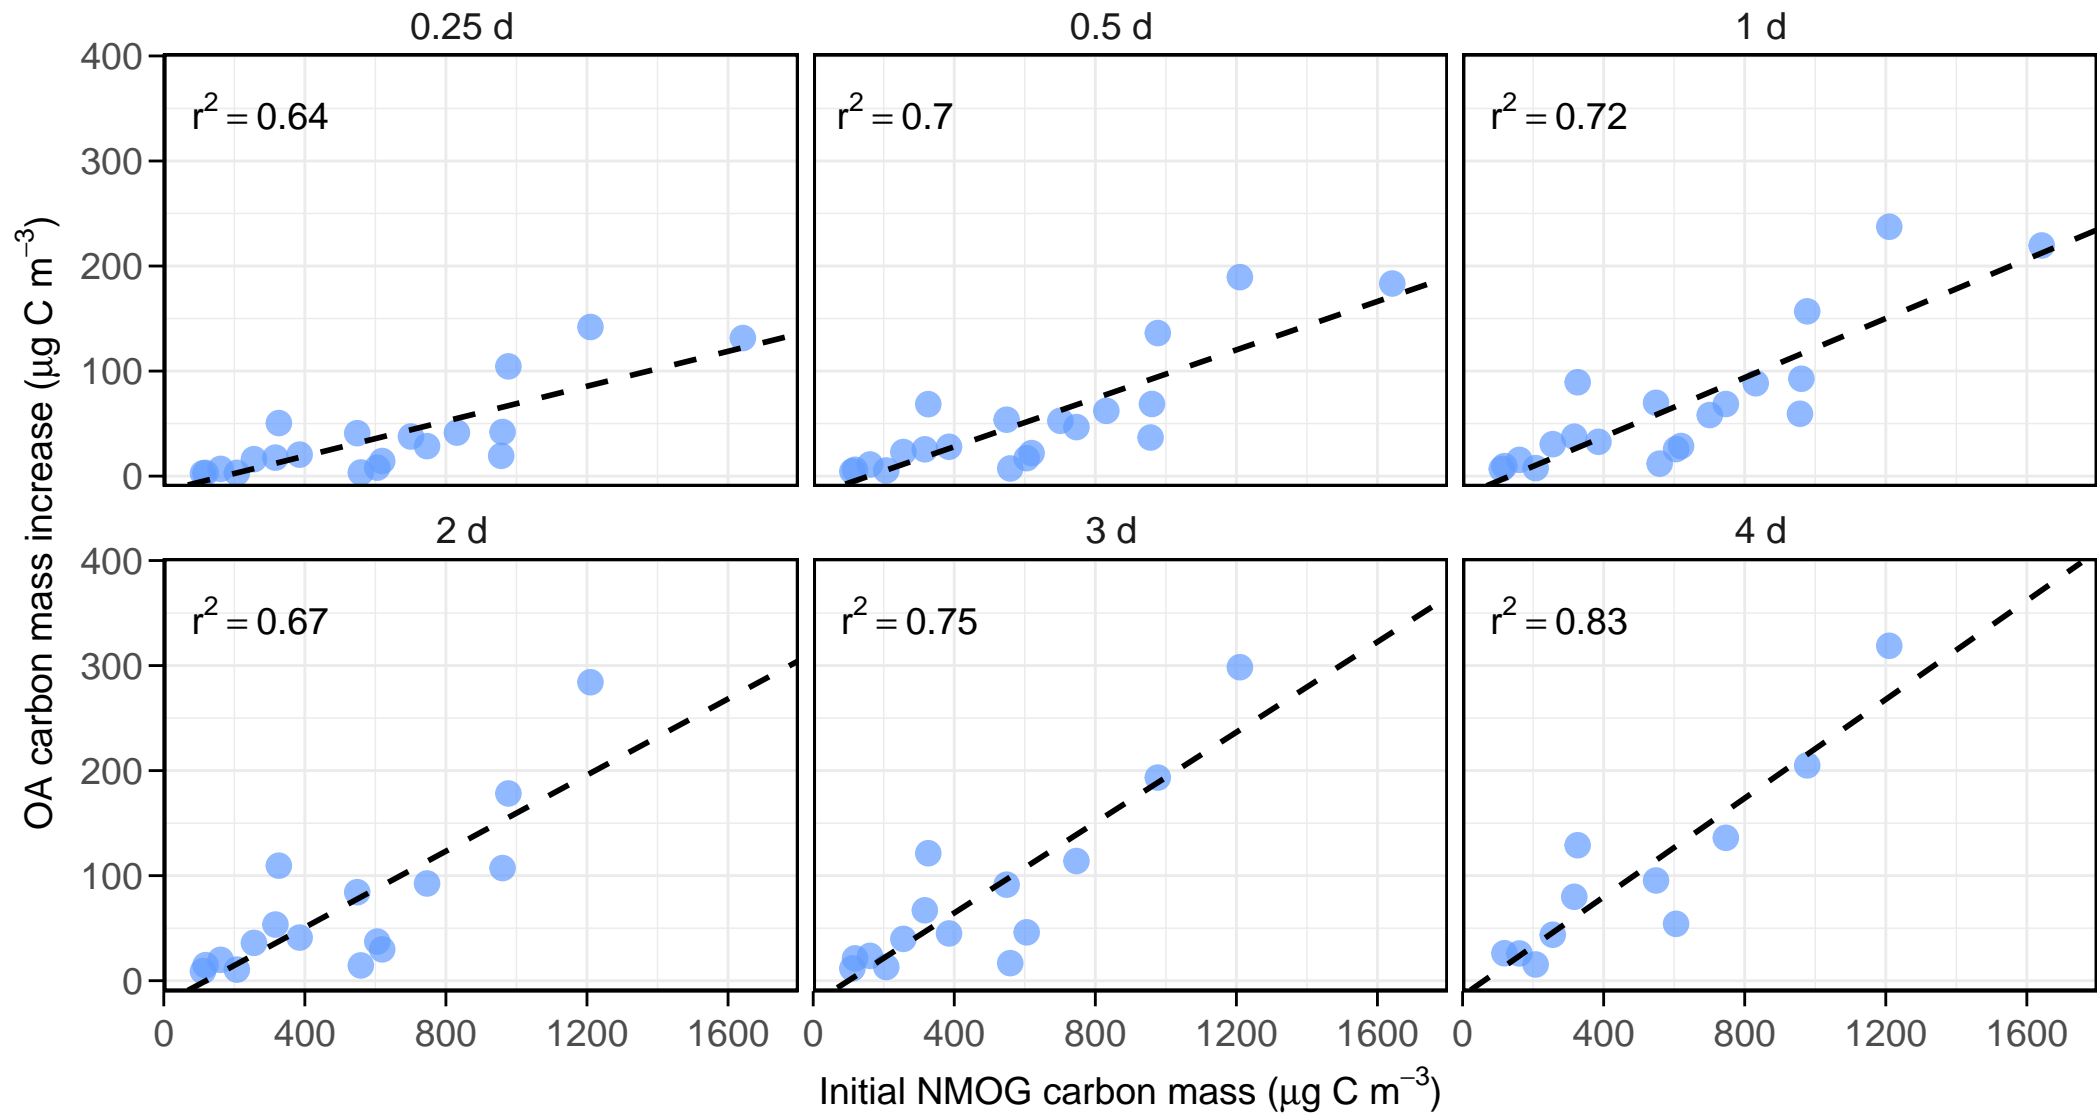 0.25 d
0.5 d
1 d
400
300
200
100
0
r² = 0.64
r² = 0.7
r² = 0.72
OA carbon mass increase (μg C m⁻³)
2 d
3 d
4 d
400
300
200
100
0
r² = 0.67
r² = 0.75
r² = 0.83
0 400 800 1200 1600
0 400 800 1200 1600
0 400 800 1200 1600
Initial NMOG carbon mass (μg C m⁻³)